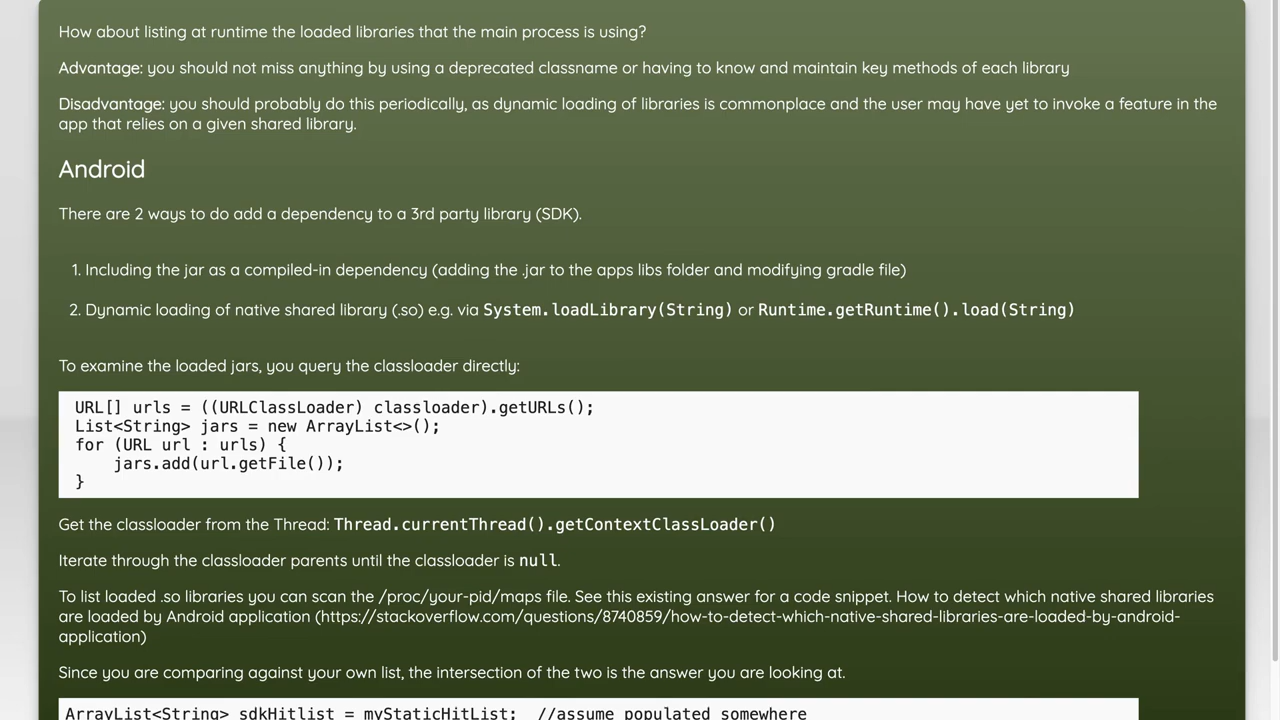 How about listing at runtime the loaded libraries that the main process is using?
Advantage: you should not miss anything by using a deprecated classname or having to know and maintain key methods of each library
Disadvantage: you should probably do this periodically, as dynamic loading of libraries is commonplace and the user may have yet to invoke a feature in the
app that relies on a given shared library.
Android
There are 2 ways to do add a dependency to a 3rd party library (SDK).
1. Including the jar as a compiled-in dependency (adding the .jar to the apps libs folder and modifying gradle file)
2. Dynamic loading of native shared library (.so) e.g. via System.loadLibrary(String) or Runtime.getRuntime().load(String)
To examine the loaded jars, you query the classloader directly:
URL[] urls = ((URLClassLoader) classloader).getURLs();
List<String> jars = new ArrayList<>();
for (URL url : urls) {
    jars.add(url.getFile());
}
Get the classloader from the Thread: Thread.currentThread().getContextClassLoader()
Iterate through the classloader parents until the classloader is null.
To list loaded .so libraries you can scan the /proc/your-pid/maps file. See this existing answer for a code snippet. How to detect which native shared libraries
are loaded by Android application (https://stackoverflow.com/questions/8740859/how-to-detect-which-native-shared-libraries-are-loaded-by-android-
application)
Since you are comparing against your own list, the intersection of the two is the answer you are looking at.
ArrayList<String> sdkHitlist = myStaticHitList;  //assume populated somewhere